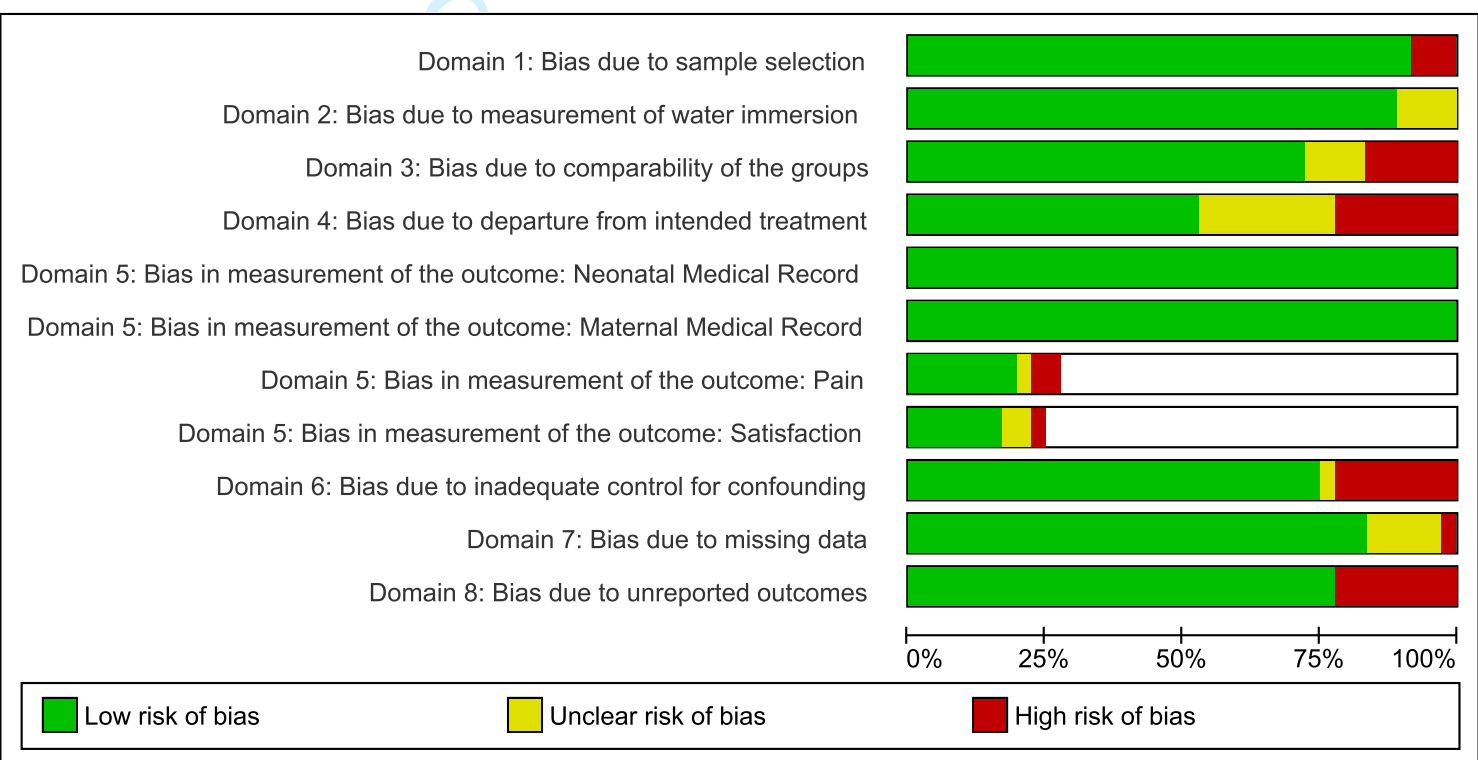 Domain 1: Bias due to sample selection
Domain 2: Bias due to measurement of water immersion
Domain 3: Bias due to comparability of the groups
Domain 4: Bias due to departure from intended treatment
Domain 5: Bias in measurement of the outcome: Neonatal Medical Record
Domain 5: Bias in measurement of the outcome: Maternal Medical Record
Domain 5: Bias in measurement of the outcome: Pain
Domain 5: Bias in measurement of the outcome: Satisfaction
Domain 6: Bias due to inadequate control for confounding
Domain 7: Bias due to missing data
Domain 8: Bias due to unreported outcomes
0% 25% 50% 75% 100%
Low risk of bias Unclear risk of bias High risk of bias